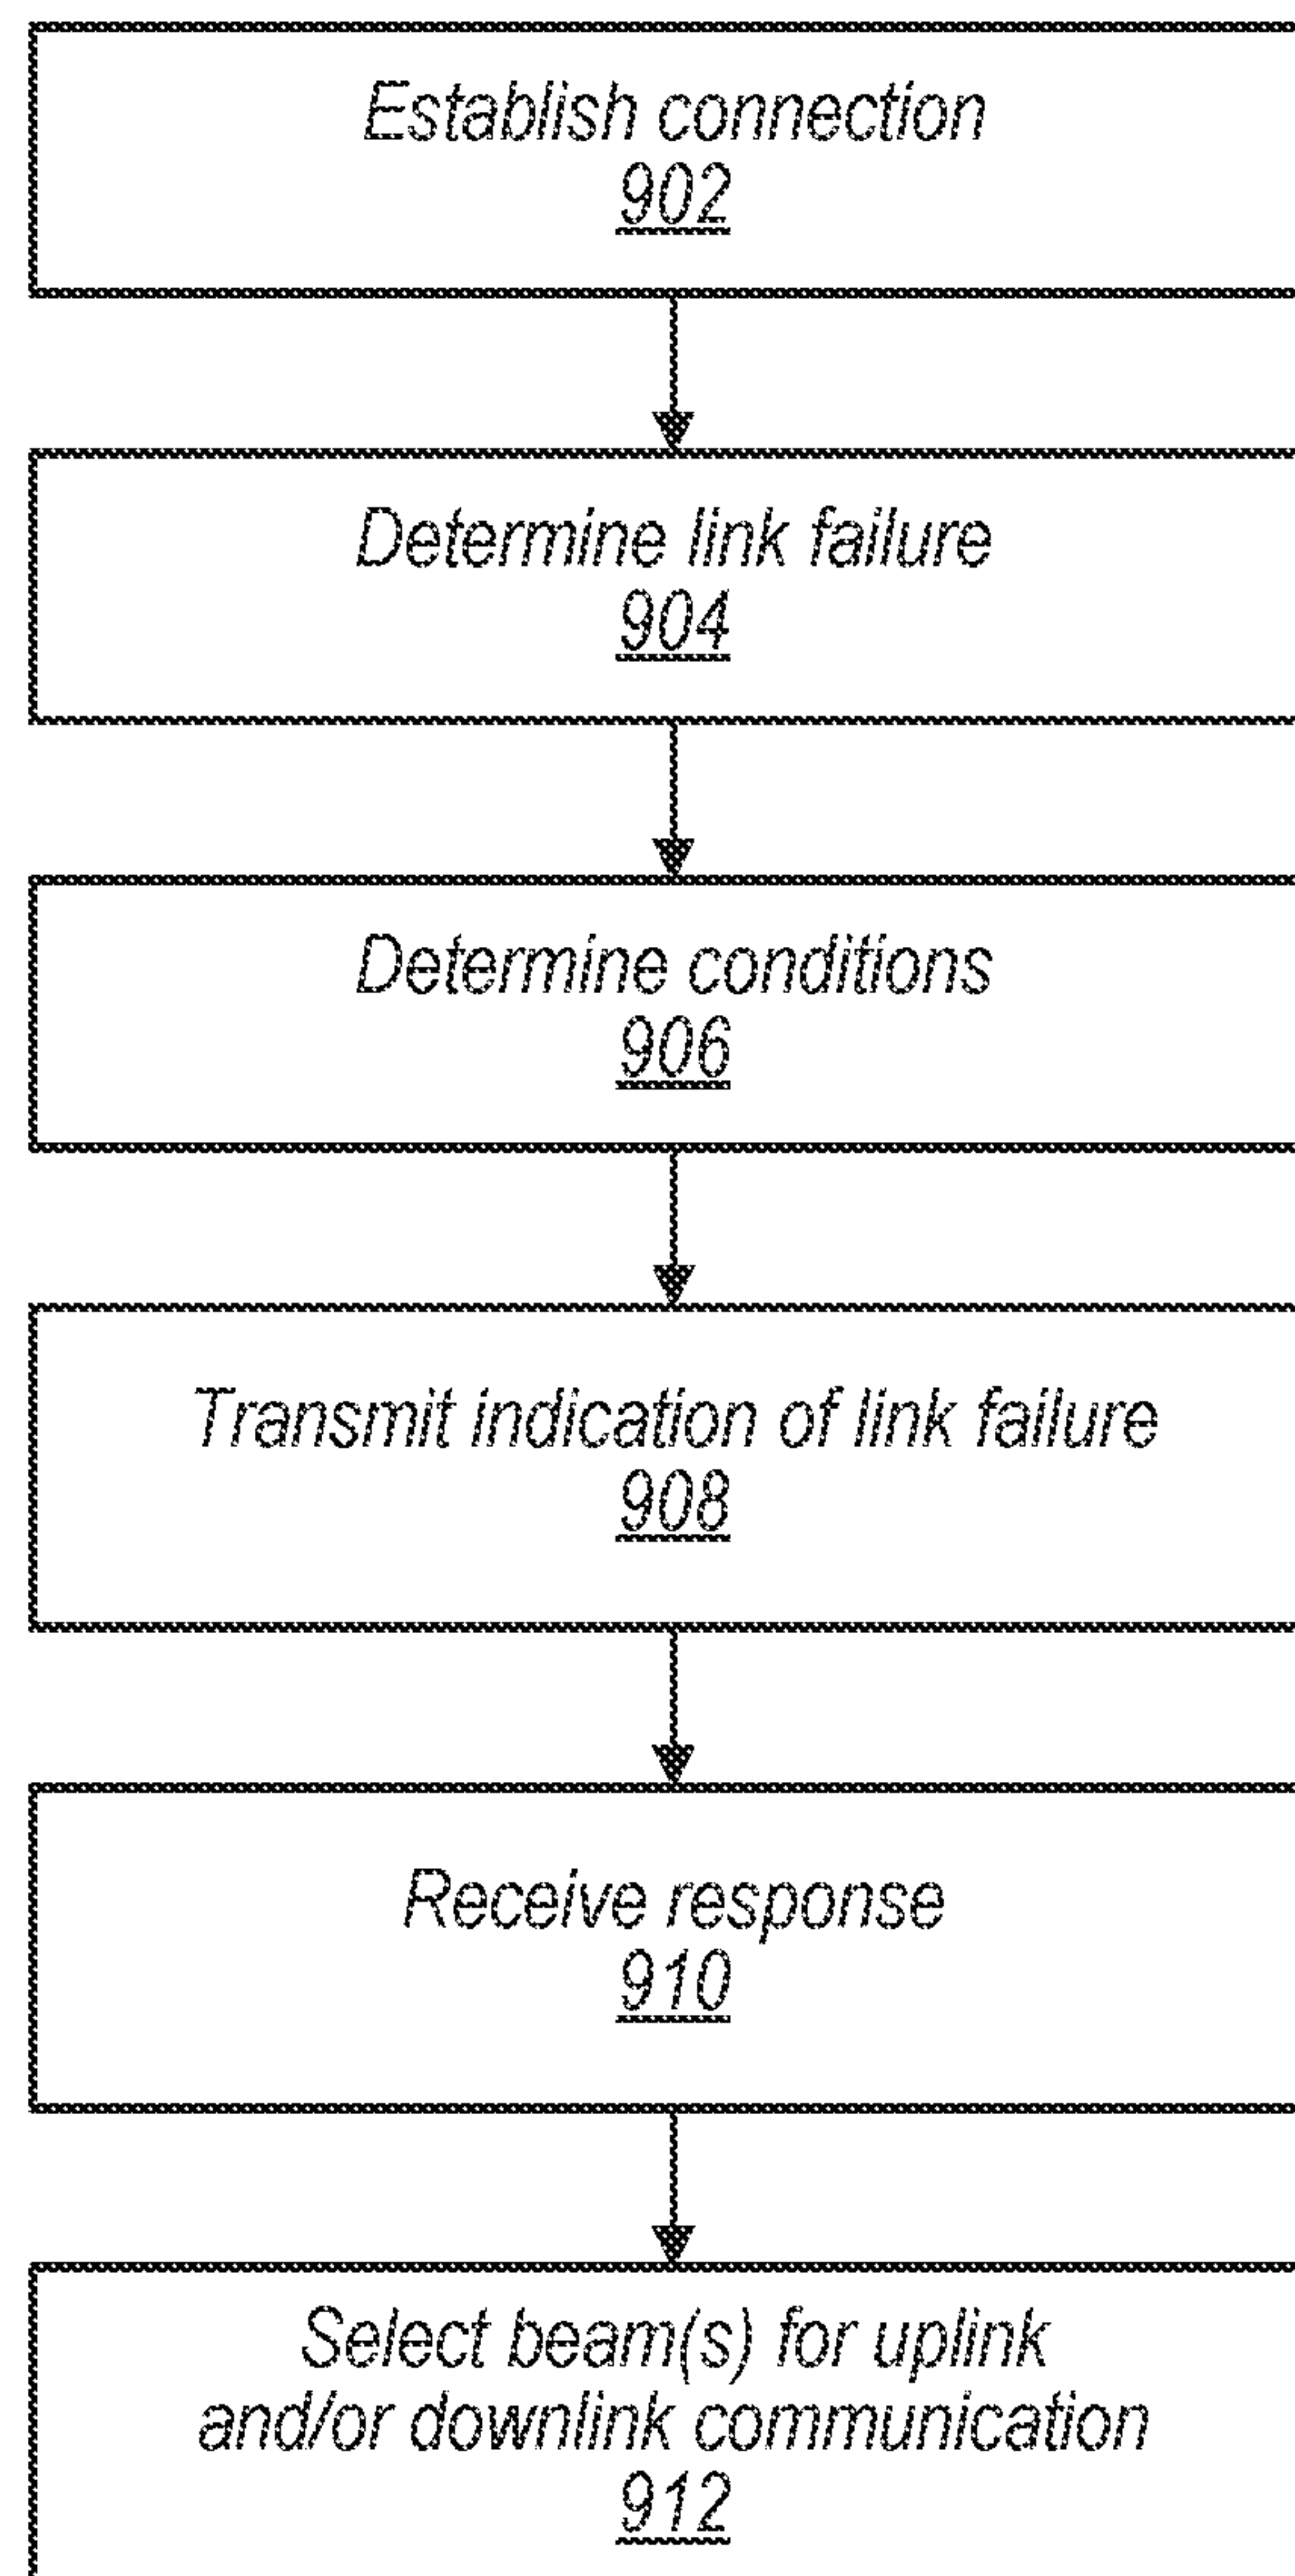 Establish connection
902
Determine link failure
904
Determine conditions
906
Transmit indication of link failure
908
Receive response
910
Select beam(s) for uplink
and/or downlink communication
912